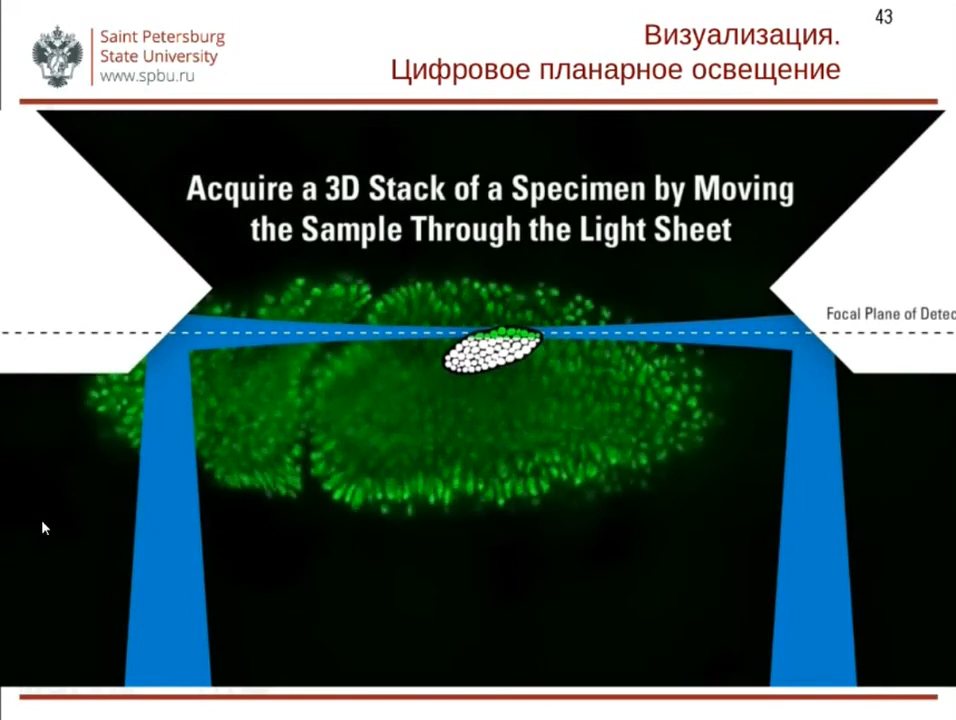 43
Saint Petersburg
State University
www.spbu.ru
Визуализация.
Цифровое планарное освещение
Acquire a 3D Stack of a Specimen by Moving
the Sample Through the Light Sheet
Focal Plane of Detec